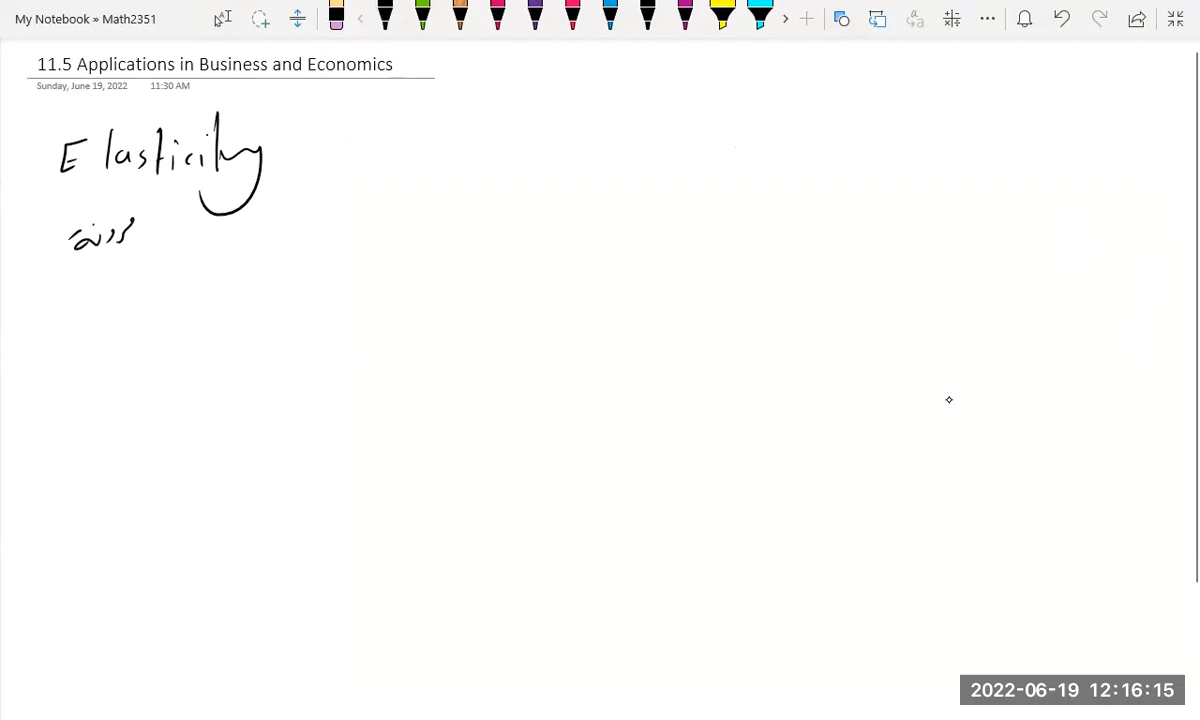 My Notebook » Math2351
11.5 Applications in Business and Economics
Sunday, June 19, 2022 11:30 AM
Elasticity
2022-06-19 12:16:15